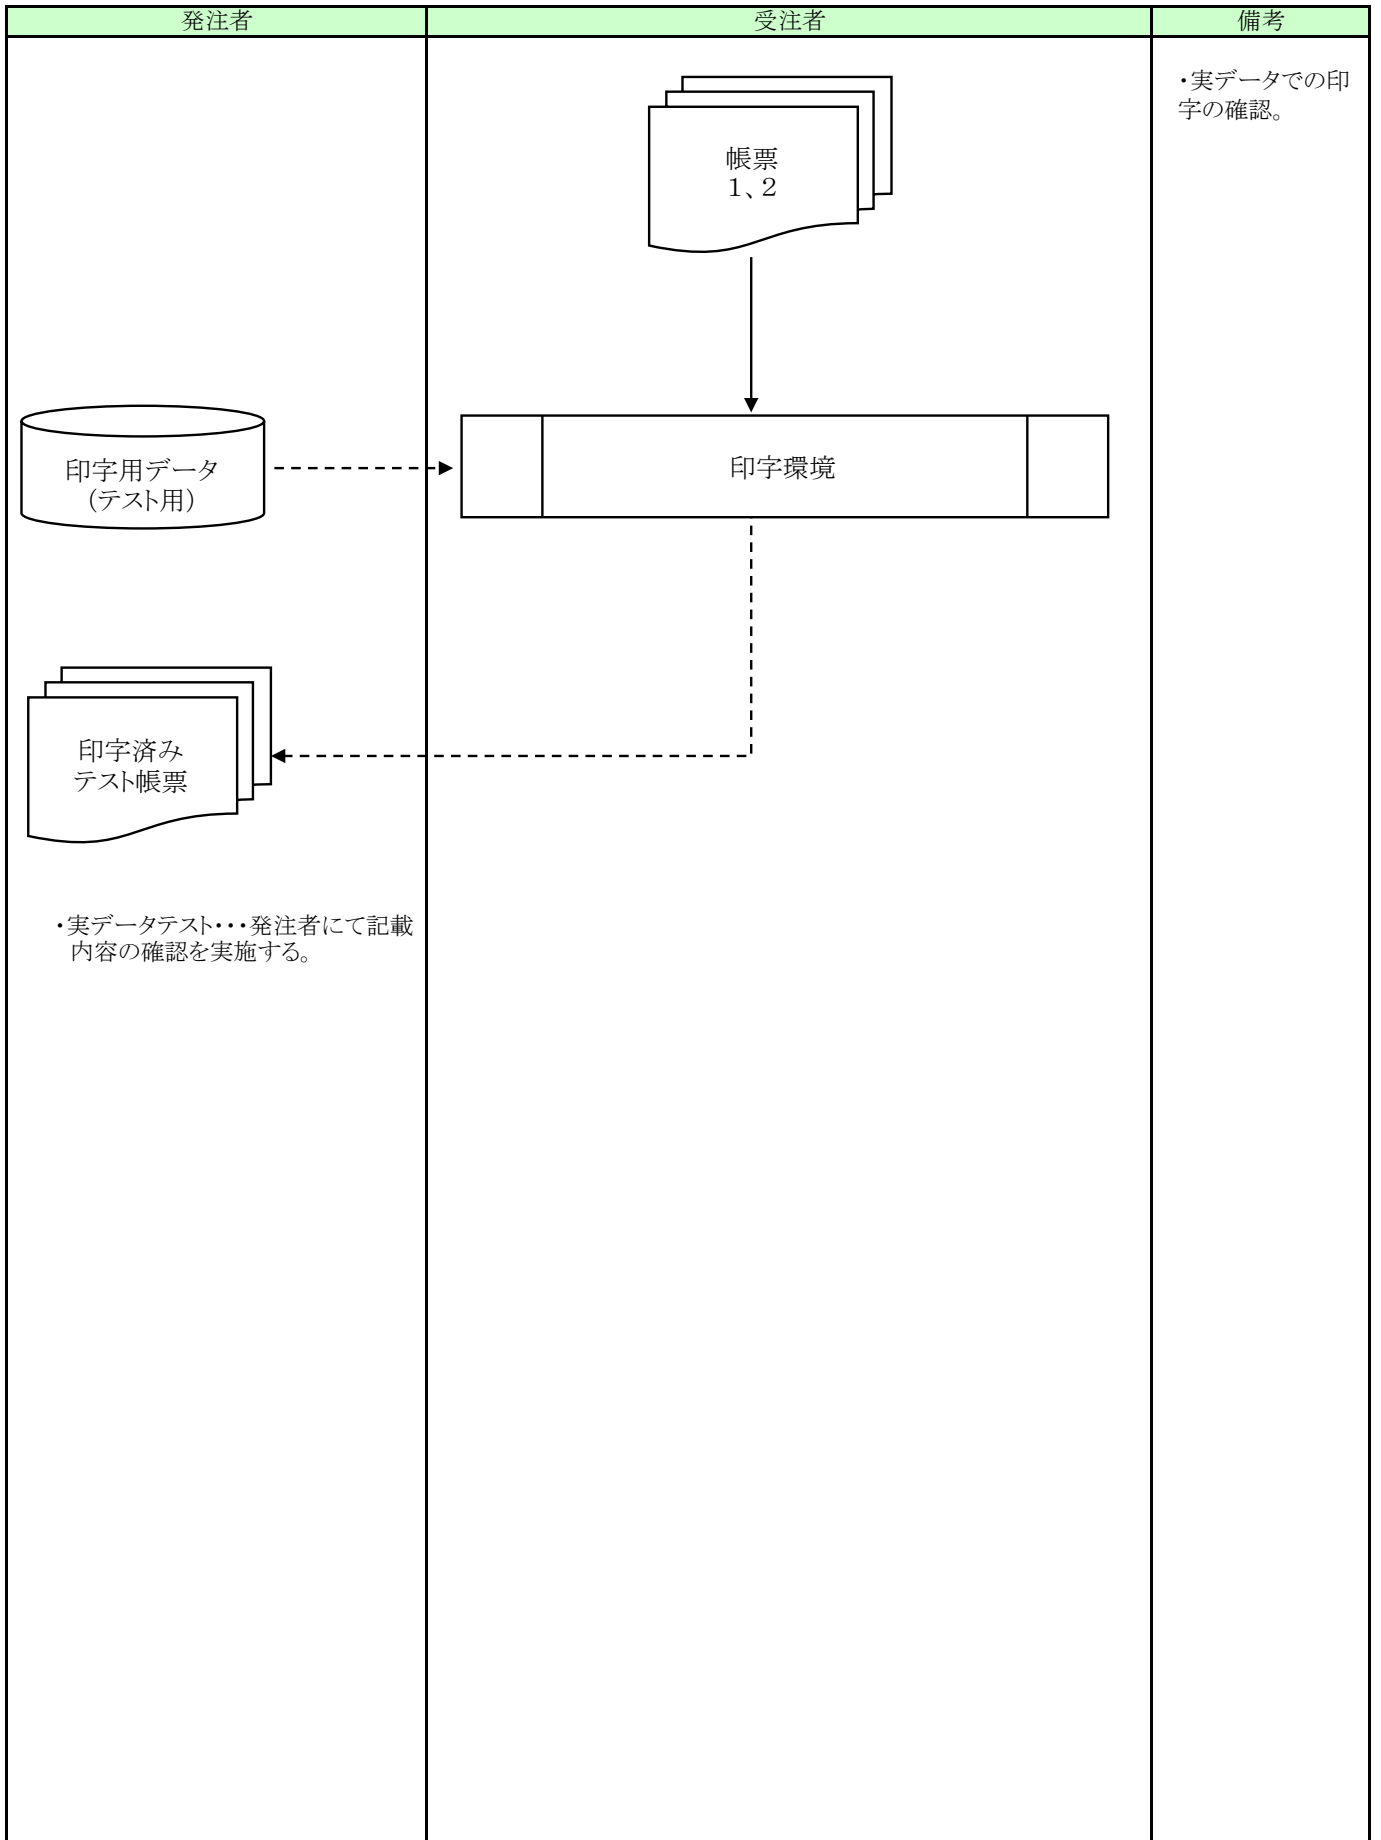 発注者
受注者
備考
・実データでの印
字の確認。
帳票
１、２
印字用データ
（テスト用）
印字環境
印字済み
テスト帳票
・実データテスト・・・発注者にて記載
内容の確認を実施する。